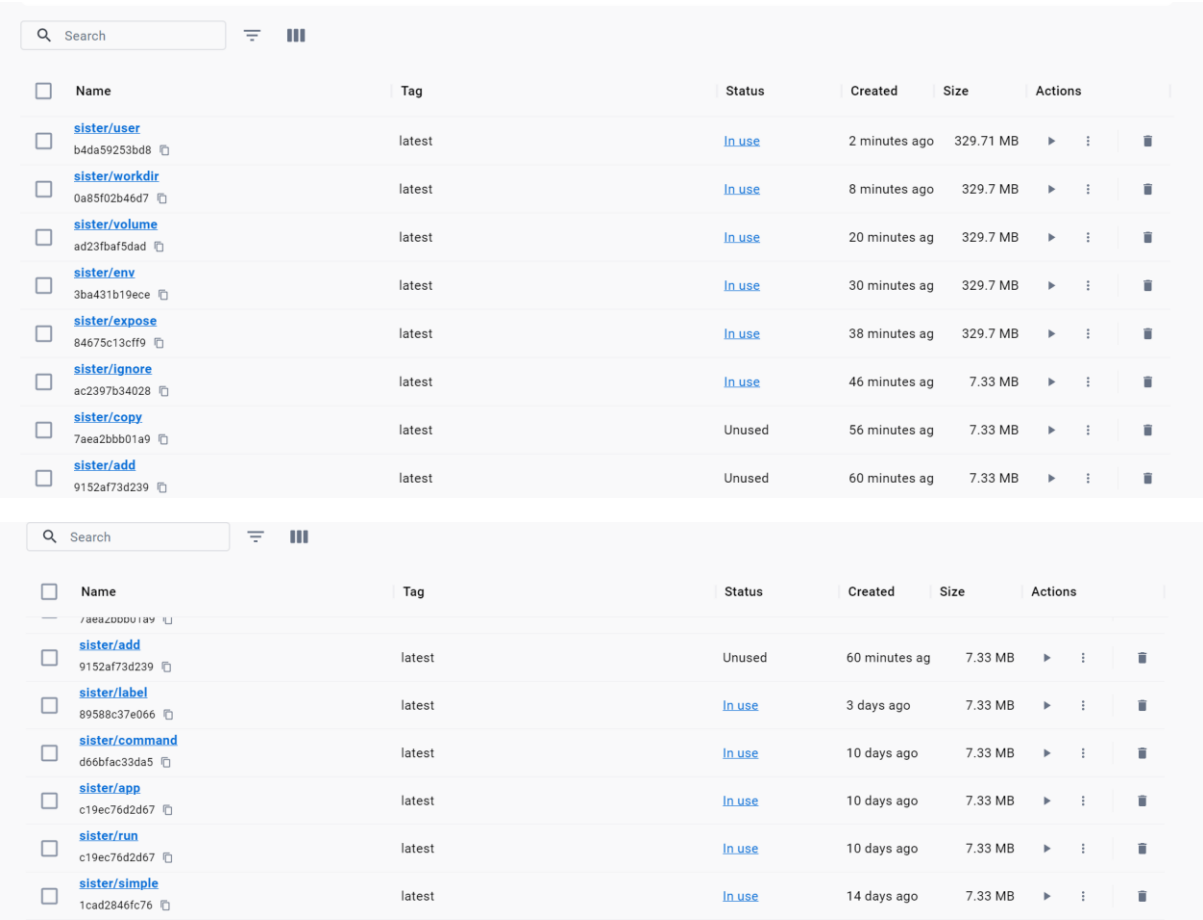 Search
Name Tag Status Created Size Actions
sister/user
b4da59253bd8
latest In use 2 minutes ago 329.71 MB
sister/workdir
0a85f02b46d7
latest In use 8 minutes ago 329.7 MB
sister/volume
ad23fbaf5dad
latest In use 20 minutes ag 329.7 MB
sister/env
3ba431b19ece
latest In use 30 minutes ag 329.7 MB
sister/expose
84675c13cff9
latest In use 38 minutes ag 329.7 MB
sister/ignore
ac2397b34028
latest In use 46 minutes ag 7.33 MB
sister/copy
7aea2bbb01a9
latest Unused 56 minutes ag 7.33 MB
sister/add
9152af73d239
latest Unused 60 minutes ag 7.33 MB
Search
Name Tag Status Created Size Actions
7aea2bbb01a9
sister/add
9152af73d239
latest Unused 60 minutes ag 7.33 MB
sister/label
89588c37e066
latest In use 3 days ago 7.33 MB
sister/command
d66bfac33da5
latest In use 10 days ago 7.33 MB
sister/app
c19ec76d2d67
latest In use 10 days ago 7.33 MB
sister/run
c19ec76d2d67
latest In use 10 days ago 7.33 MB
sister/simple
1cad2846fc76
latest In use 14 days ago 7.33 MB